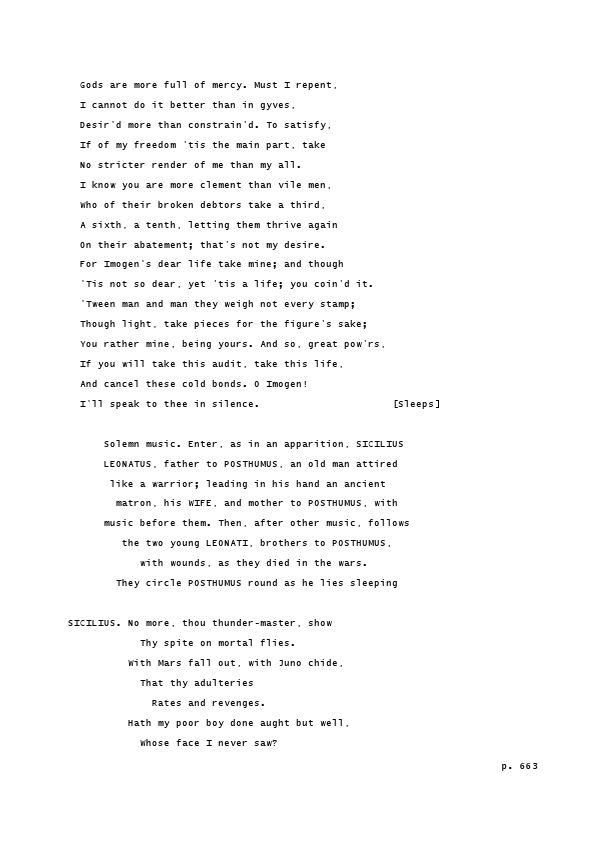 Gods are more full of mercy. Must I repent,
I cannot do it better than in gyves,
Desir'd more than constrain'd. To satisfy,
If of my freedom 'tis the main part, take
No stricter render of me than my all.
I know you are more clement than vile men,
Who of their broken debtors take a third,
A sixth, a tenth, letting them thrive again
On their abatement; that's not my desire.
For Imogen's dear life take mine; and though
'Tis not so dear, yet 'tis a life; you coin'd it.
'Tween man and man they weigh not every stamp;
Though light, take pieces for the figure's sake;
You rather mine, being yours. And so, great pow'rs,
If you will take this audit, take this life,
And cancel these cold bonds. O Imogen!
I'll speak to thee in silence. [Sleeps]
Solemn music. Enter, as in an apparition, SICILIUS
LEONATUS, father to POSTHUMUS, an old man attired
like a warrior; leading in his hand an ancient
matron, his WIFE, and mother to POSTHUMUS, with
music before them. Then, after other music, follows
the two young LEONATI, brothers to POSTHUMUS,
with wounds, as they died in the wars.
They circle POSTHUMUS round as he lies sleeping
SICILIUS. No more, thou thunder-master, show
Thy spite on mortal flies.
With Mars fall out, with Juno chide,
That thy adulteries
Rates and revenges.
Hath my poor boy done aught but well,
Whose face I never saw?
p. 663